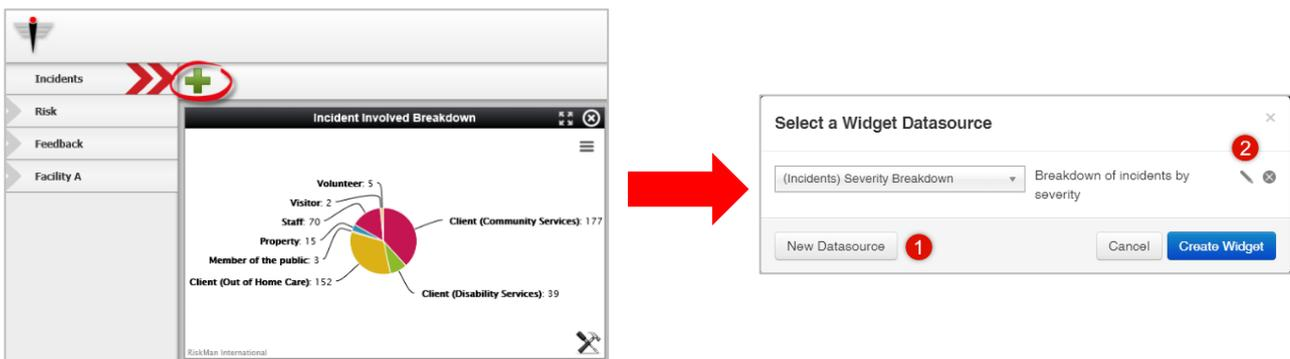 Incidents
Risk
Feedback
Facility A
Incident Involved Breakdown
Volunteer: 5
Visitor: 2
Staff: 70
Client (Community Services): 177
Property: 15
Member of the public: 3
Client (Out of Home Care): 152
Client (Disability Services): 39
RiskMan International
Select a Widget Datasource
2
(Incidents) Severity Breakdown
Breakdown of incidents by
severity
New Datasource
1
Cancel
Create Widget